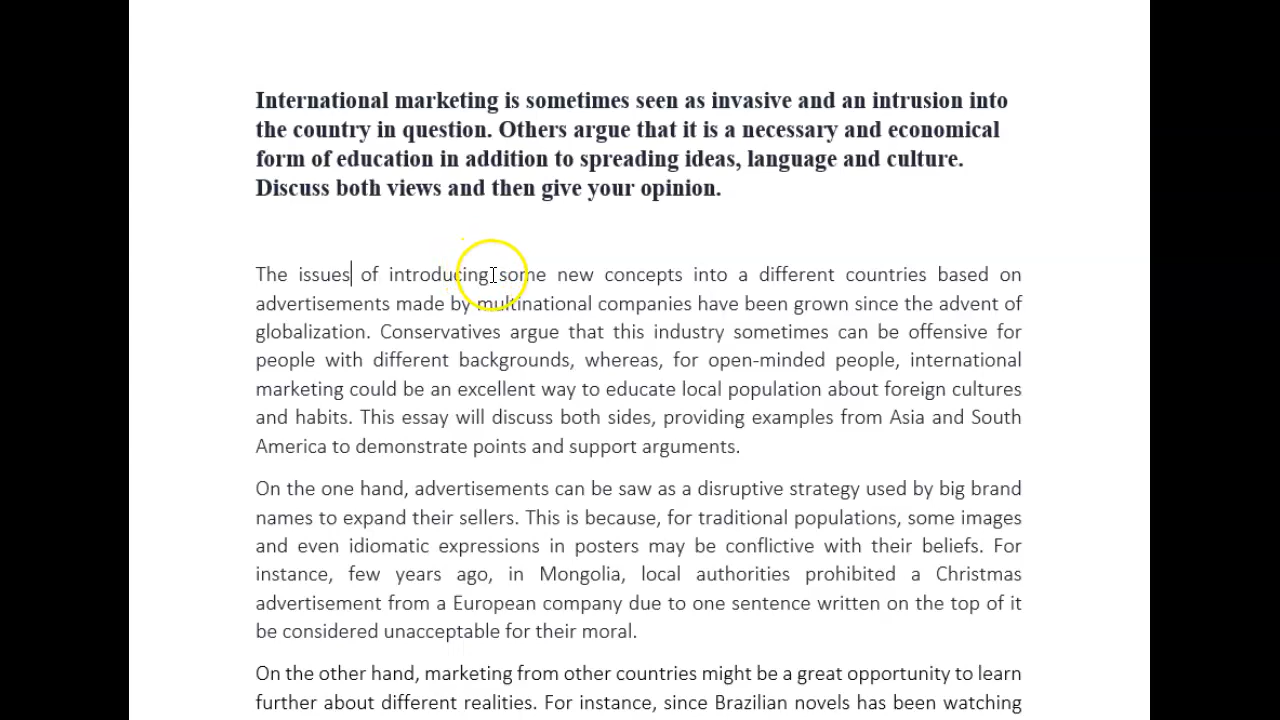 International marketing is sometimes seen as invasive and an intrusion into
the country in question. Others argue that it is a necessary and economical
form of education in addition to spreading ideas, language and culture.
Discuss both views and then give your opinion.
The issues of introducing some new concepts into a different countries based on
advertisements made by multinational companies have been grown since the advent of
globalization. Conservatives argue that this industry sometimes can be offensive for
people with different backgrounds, whereas, for open-minded people, international
marketing could be an excellent way to educate local population about foreign cultures
and habits. This essay will discuss both sides, providing examples from Asia and South
America to demonstrate points and support arguments.
On the one hand, advertisements can be saw as a disruptive strategy used by big brand
names to expand their sellers. This is because, for traditional populations, some images
and even idiomatic expressions in posters may be conflictive with their beliefs. For
instance, few years ago, in Mongolia, local authorities prohibited a Christmas
advertisement from a European company due to one sentence written on the top of it
be considered unacceptable for their moral.
On the other hand, marketing from other countries might be a great opportunity to learn
further about different realities. For instance, since Brazilian novels has been watching